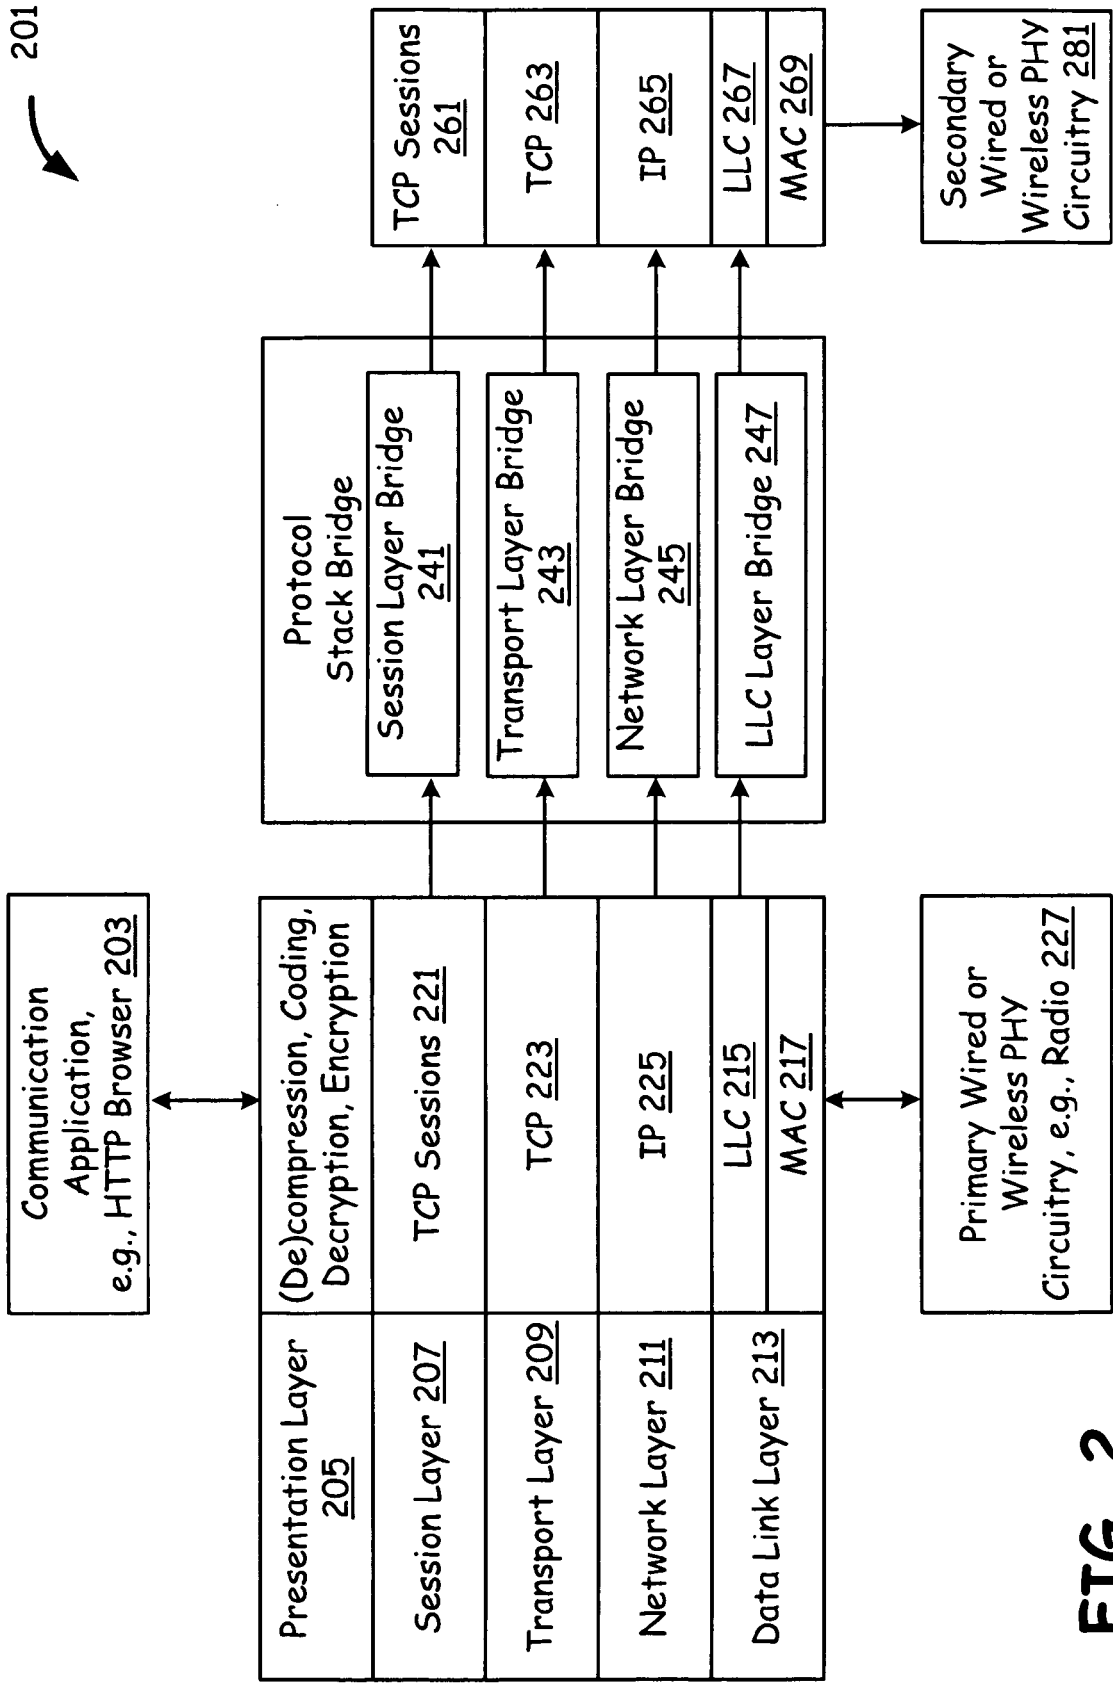 201
Communication
Application,
e.g., HTTP Browser 203
Presentation Layer
205
(De)compression, Coding,
Decryption, Encryption
Session Layer 207
TCP Sessions 221
Transport Layer 209
TCP 223
Network Layer 211
IP 225
Data Link Layer 213
LLC 215
MAC 217
Primary Wired or
Wireless PHY
Circuitry, e.g., Radio 227
Protocol
Stack Bridge
Session Layer Bridge
241
Transport Layer Bridge
243
Network Layer Bridge
245
LLC Layer Bridge 247
TCP Sessions
261
TCP 263
IP 265
LLC 267
MAC 269
Secondary
Wired or
Wireless PHY
Circuitry 281
FIG. 2